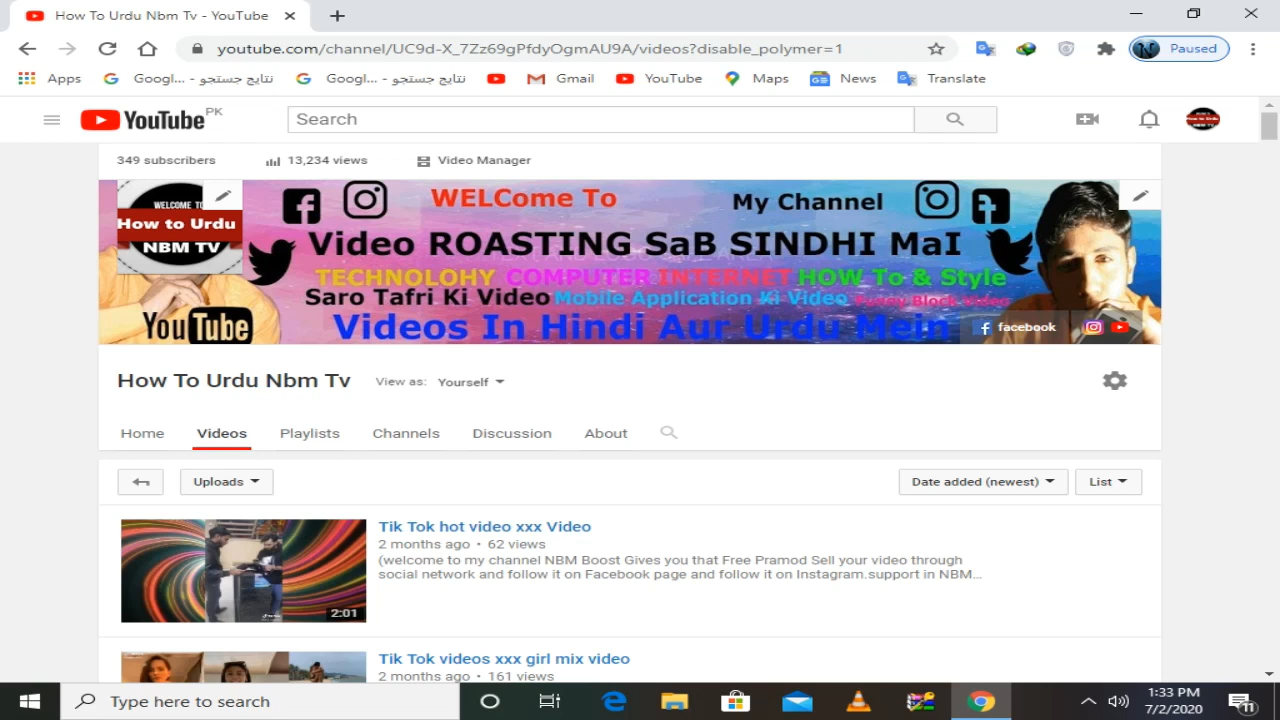 How To Urdu Nbm Tv - YouTube
youtube.com/channel/UC9d-X_7Zz69gPfdyOgmAU9A/videos?disable_polymer=1
Paused
Apps
نتایج جستجو - ...Googl
نتایج جستجو - ...Googl
Gmail
YouTube
Maps
News
Translate
YouTube PK
Search
349 subscribers
13,234 views
Video Manager
WELCOME TO
How to Urdu
NBM TV
WELCome To
My Channel
Video ROASTING SaB SINDHI MaI
TECHNOLOHY COMPUTER INTERNET HOW To & Style
Saro Tafri Ki Video Mobile Application Ki Video
YouTube
Videos In Hindi Aur Urdu Mein
facebook
How To Urdu Nbm Tv
View as: Yourself
Home
Videos
Playlists
Channels
Discussion
About
Uploads
Date added (newest)
List
Tik Tok hot video xxx Video
2 months ago • 62 views
(welcome to my channel NBM Boost Gives you that Free Pramod Sell your video through
social network and follow it on Facebook page and follow it on Instagram.support in NBM...
2:01
Tik Tok videos xxx girl mix video
2 months ago • 161 views
Type here to search
1:33 PM
7/2/2020
11